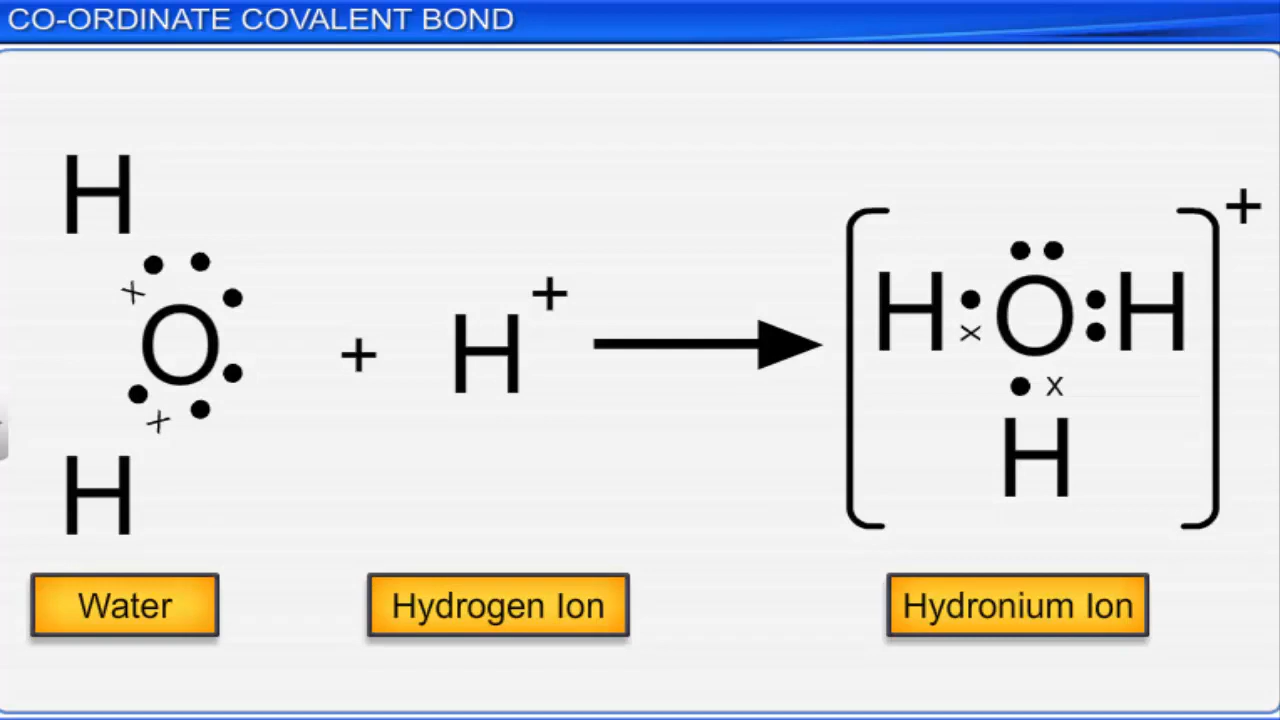 CO-ORDINATE COVALENT BOND
H
x
O
x
H
+
H+
H x O H
x
H
+
Water
Hydrogen Ion
Hydronium Ion